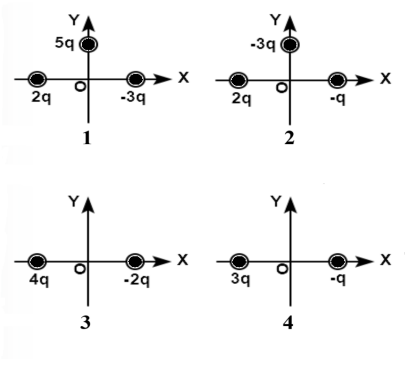 Y Y
5q -3q
X X
O O
2q -3q 2q -q
1 2
Y Y
X X
O O
4q -2q 3q -q
3 4